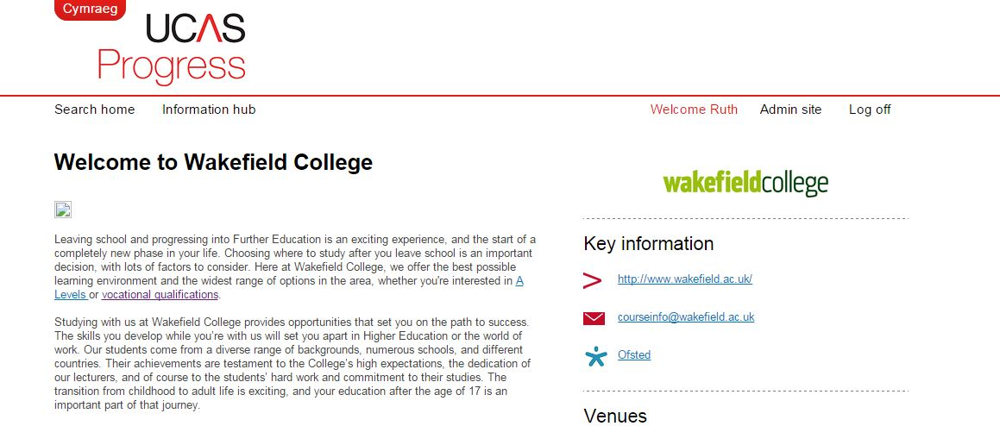 Cymraeg
UCAS
Progress
Search home
Information hub
Welcome Ruth
Admin site
Log off
Welcome to Wakefield College
Leaving school and progressing into Further Education is an exciting experience, and the start of a
completely new phase in your life. Choosing where to study after you leave school is an important
decision, with lots of factors to consider. Here at Wakefield College, we offer the best possible
learning environment and the widest range of options in the area, whether you're interested in A
Levels or vocational qualifications.
Studying with us at Wakefield College provides opportunities that set you on the path to success.
The skills you develop while you’re with us will set you apart in Higher Education or the world of
work. Our students come from a diverse range of backgrounds, numerous schools, and different
countries. Their achievements are testament to the College’s high expectations, the dedication of
our lecturers, and of course to the students’ hard work and commitment to their studies. The
transition from childhood to adult life is exciting, and your education after the age of 17 is an
important part of that journey.
wakefieldcollege
Key information
http://www.wakefield.ac.uk/
courseinfo@wakefield.ac.uk
Ofsted
Venues